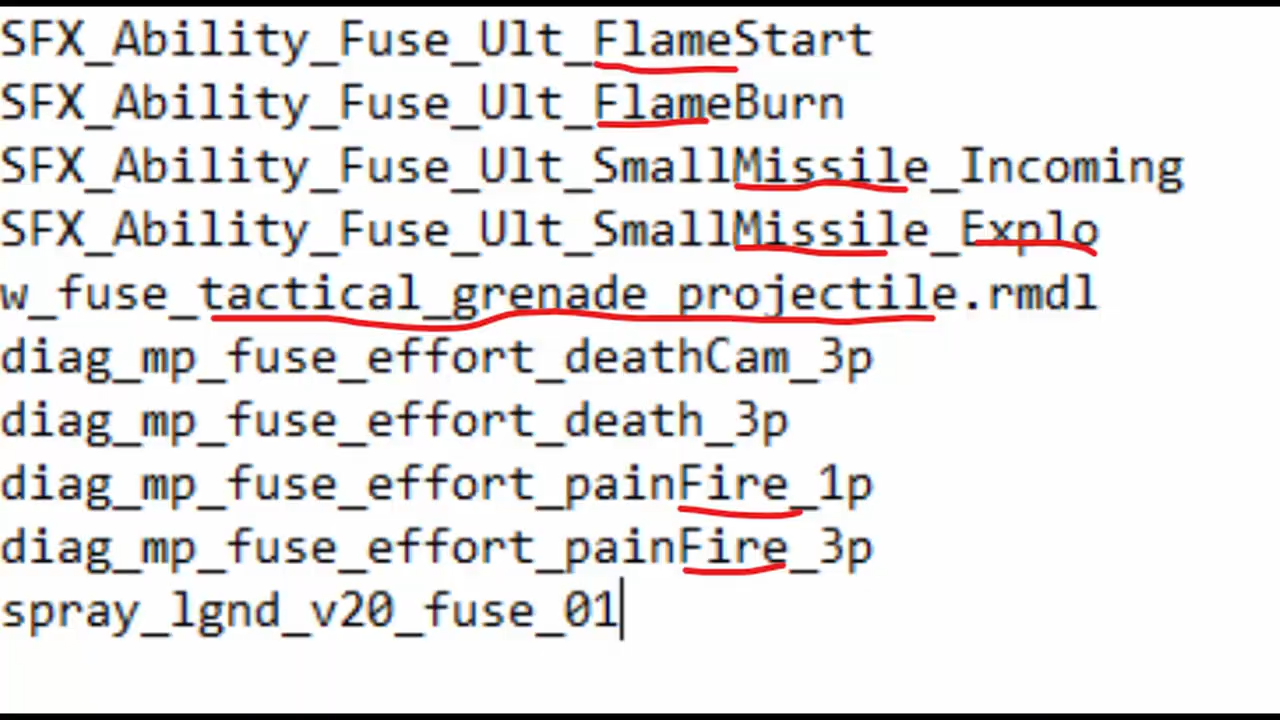 SFX_Ability_Fuse_Ult_FlameStart
SFX_Ability_Fuse_Ult_FlameBurn
SFX_Ability_Fuse_Ult_SmallMissile_Incoming
SFX_Ability_Fuse_Ult_SmallMissile_Explo
w_fuse_tactical_grenade_projectile.rmdl
diag_mp_fuse_effort_deathCam_3p
diag_mp_fuse_effort_death_3p
diag_mp_fuse_effort_painFire_1p
diag_mp_fuse_effort_painFire_3p
spray_lgnd_v20_fuse_01